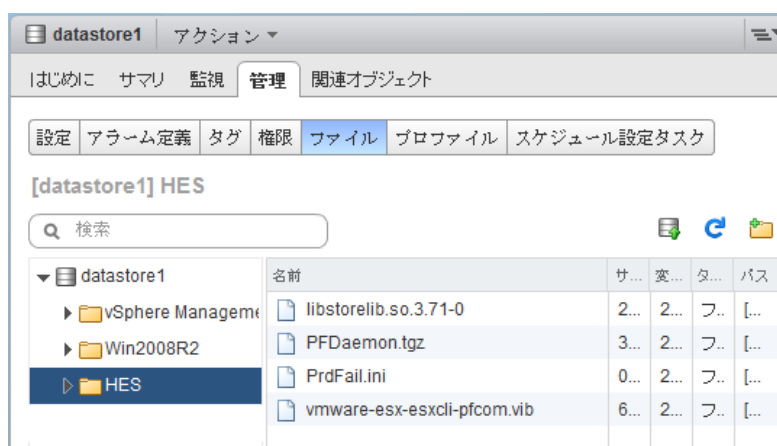 datastore1 アクション
はじめに サマリ 監視 管理 関連オブジェクト
設定 アラーム定義 タグ 権限 ファイル プロファイル スケジュール設定タスク
[datastore1] HES
検索
datastore1
vSphere Manageme
Win2008R2
HES
名前 サ... 変... タ... パス
libstorelib.so.3.71-0 2... 2... フ.. [...
PFDaemon.tgz 3... 2... フ.. [...
PrdFail.ini 0... 2... フ.. [...
vmware-esx-esxcli-pfcom.vib 6... 2... フ.. [...